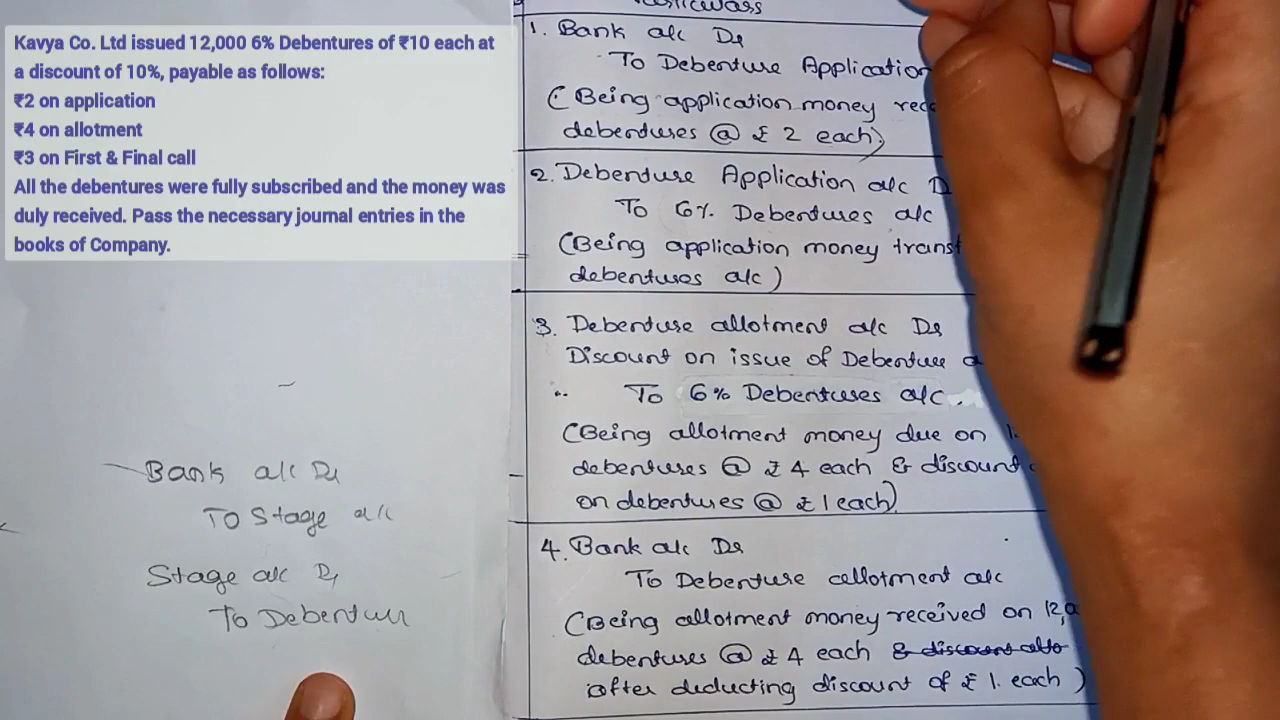 Kavya Co. Ltd issued 12,000 6% Debentures of ₹10 each at
a discount of 10%, payable as follows:
₹2 on application
₹4 on allotment
₹3 on First & Final call
All the debentures were fully subscribed and the money was
duly received. Pass the necessary journal entries in the
books of Company.
Bank a/c Dr
To Stage a/c
Stage a/c Dr
To Debenture
1. Bank a/c Dr
To Debenture Application
(Being application money
debentures @ ₹ 2 each)
2. Debenture Application a/c
To 6% Debentures a/c
(Being application money
debentures a/c)
3. Debenture allotment a/c Dr
Discount on issue of Debenture
To 6% Debentures a/c.
(Being allotment money due on
debentures @ ₹ 4 each & discount
on debentures @ ₹ 1 each)
4. Bank a/c Dr
To Debenture allotment a/c
(Being allotment money received on
debentures @ ₹ 4 each & discount
after deducting discount of ₹ 1. each)